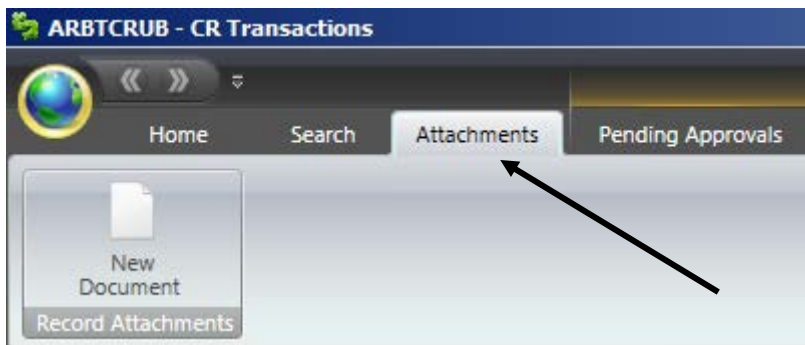 ARBTCRUB - CR Transactions
Home Search Attachments Pending Approvals
New
Document
Record Attachments